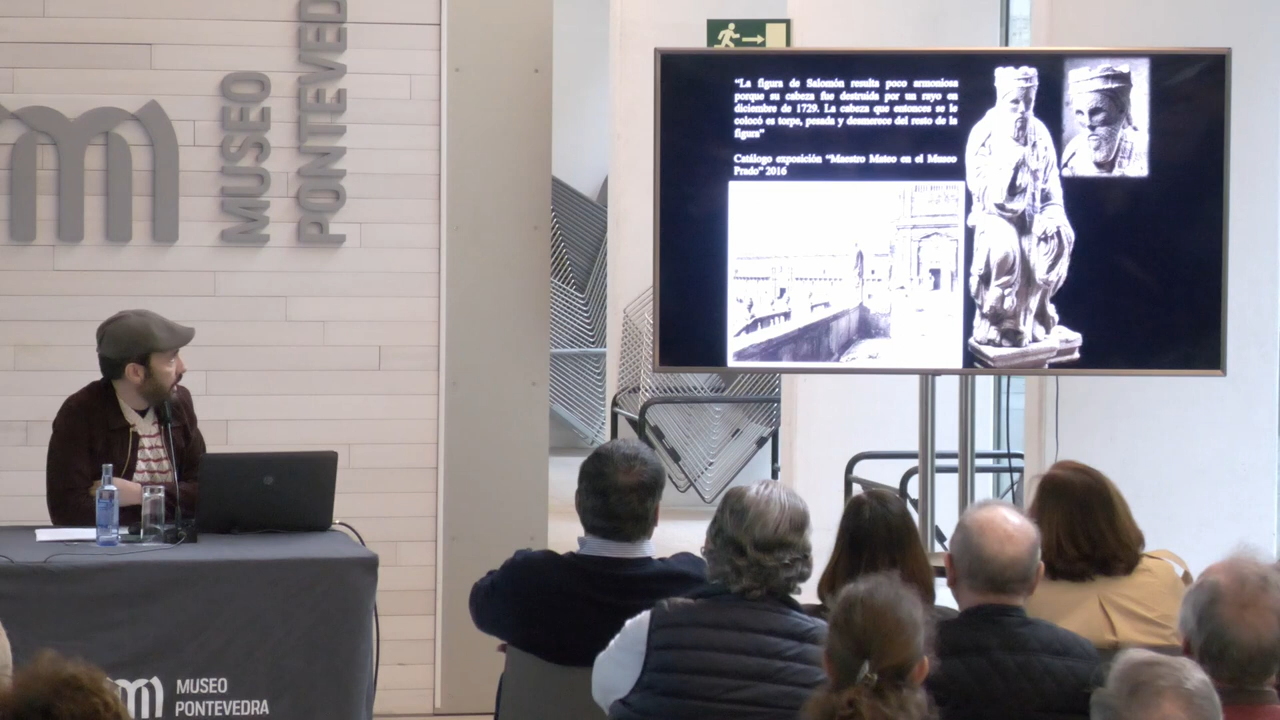 MUSEO
PONTEVED
“La figura de Salomón resulta poco armoniosa
porque su cabeza fue destruida por un rayo en
diciembre de 1729. La cabeza que entonces se le
colocó es torpe, pesada y desmerece del resto de la
figura”
Catálogo exposición “Maestro Mateo en el Museo
Prado” 2016
MUSEO
PONTEVEDRA